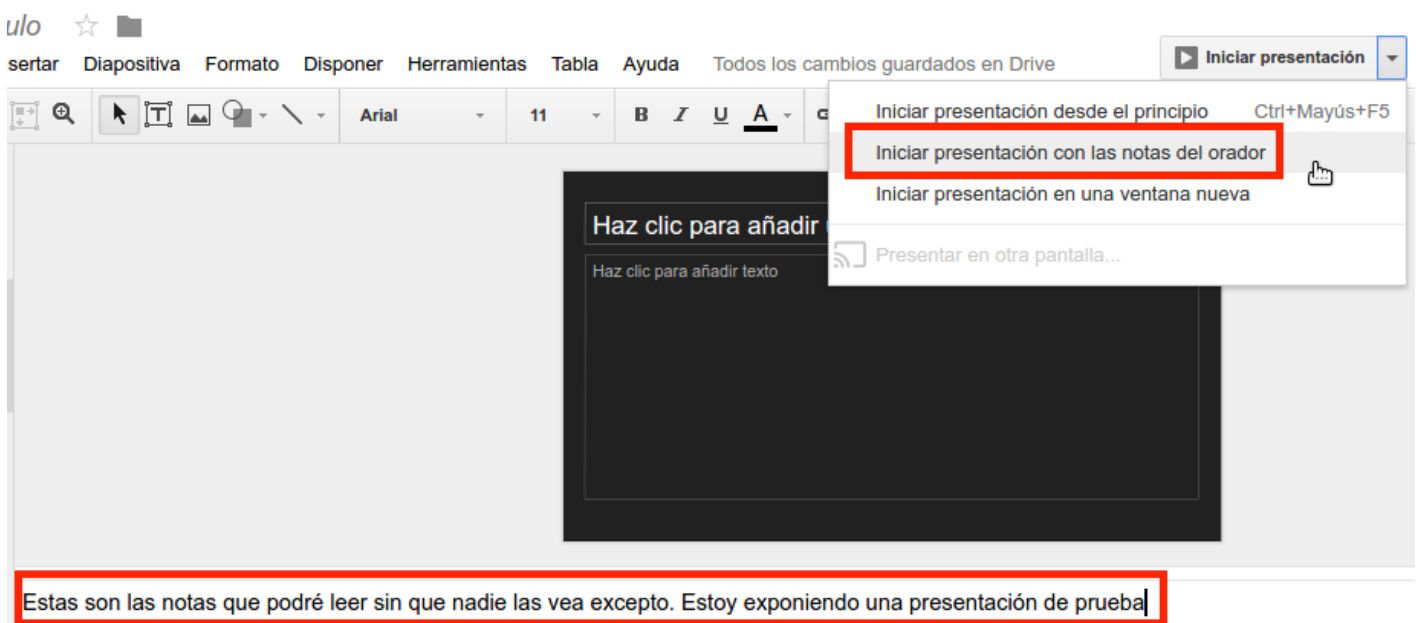 ulo
sertar Diapositiva Formato Disponer Herramientas Tabla Ayuda Todos los cambios guardados en Drive
Iniciar presentación
Arial 11 B I U A
Iniciar presentación desde el principio Ctrl+Mayús+F5
Iniciar presentación con las notas del orador
Iniciar presentación en una ventana nueva
Presentar en otra pantalla...
Haz clic para añadir
Haz clic para añadir texto
Estas son las notas que podré leer sin que nadie las vea excepto. Estoy exponiendo una presentación de prueba